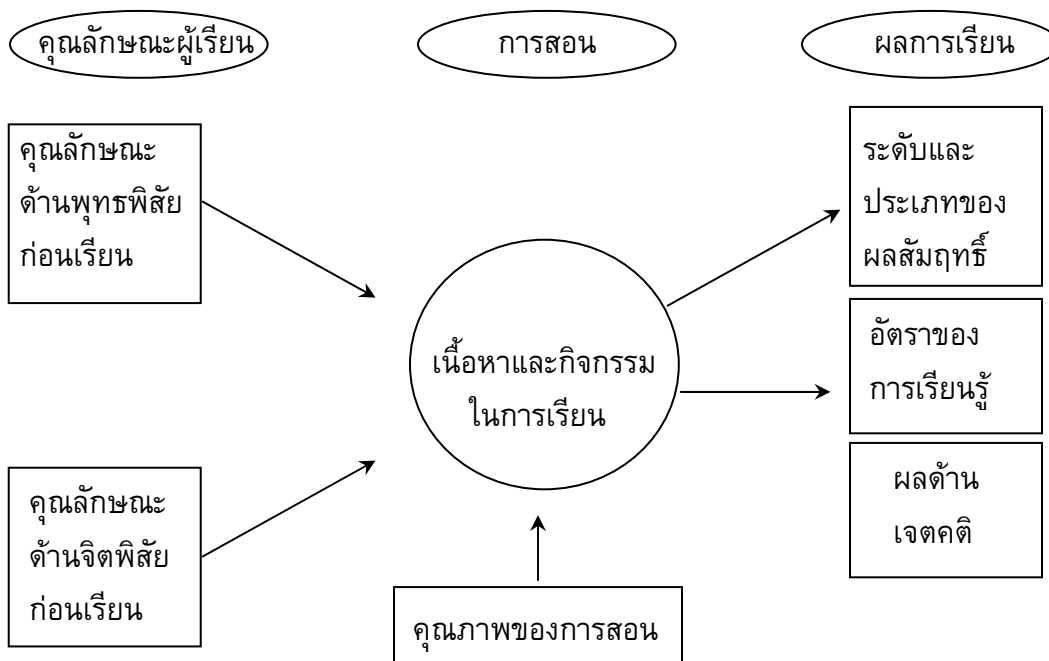 คุณลักษณะผู้เรียน
การสอน
ผลการเรียน
คุณลักษณะ
ด้านพุทธพิสัย
ก่อนเรียน
คุณลักษณะ
ด้านจิตพิสัย
ก่อนเรียน
เนื้อหาและกิจกรรม
ในการเรียน
คุณภาพของการสอน
ระดับและ
ประเภทของ
ผลสัมฤทธิ์
อัตราของ
การเรียนรู้
ผลด้าน
เจตคติ